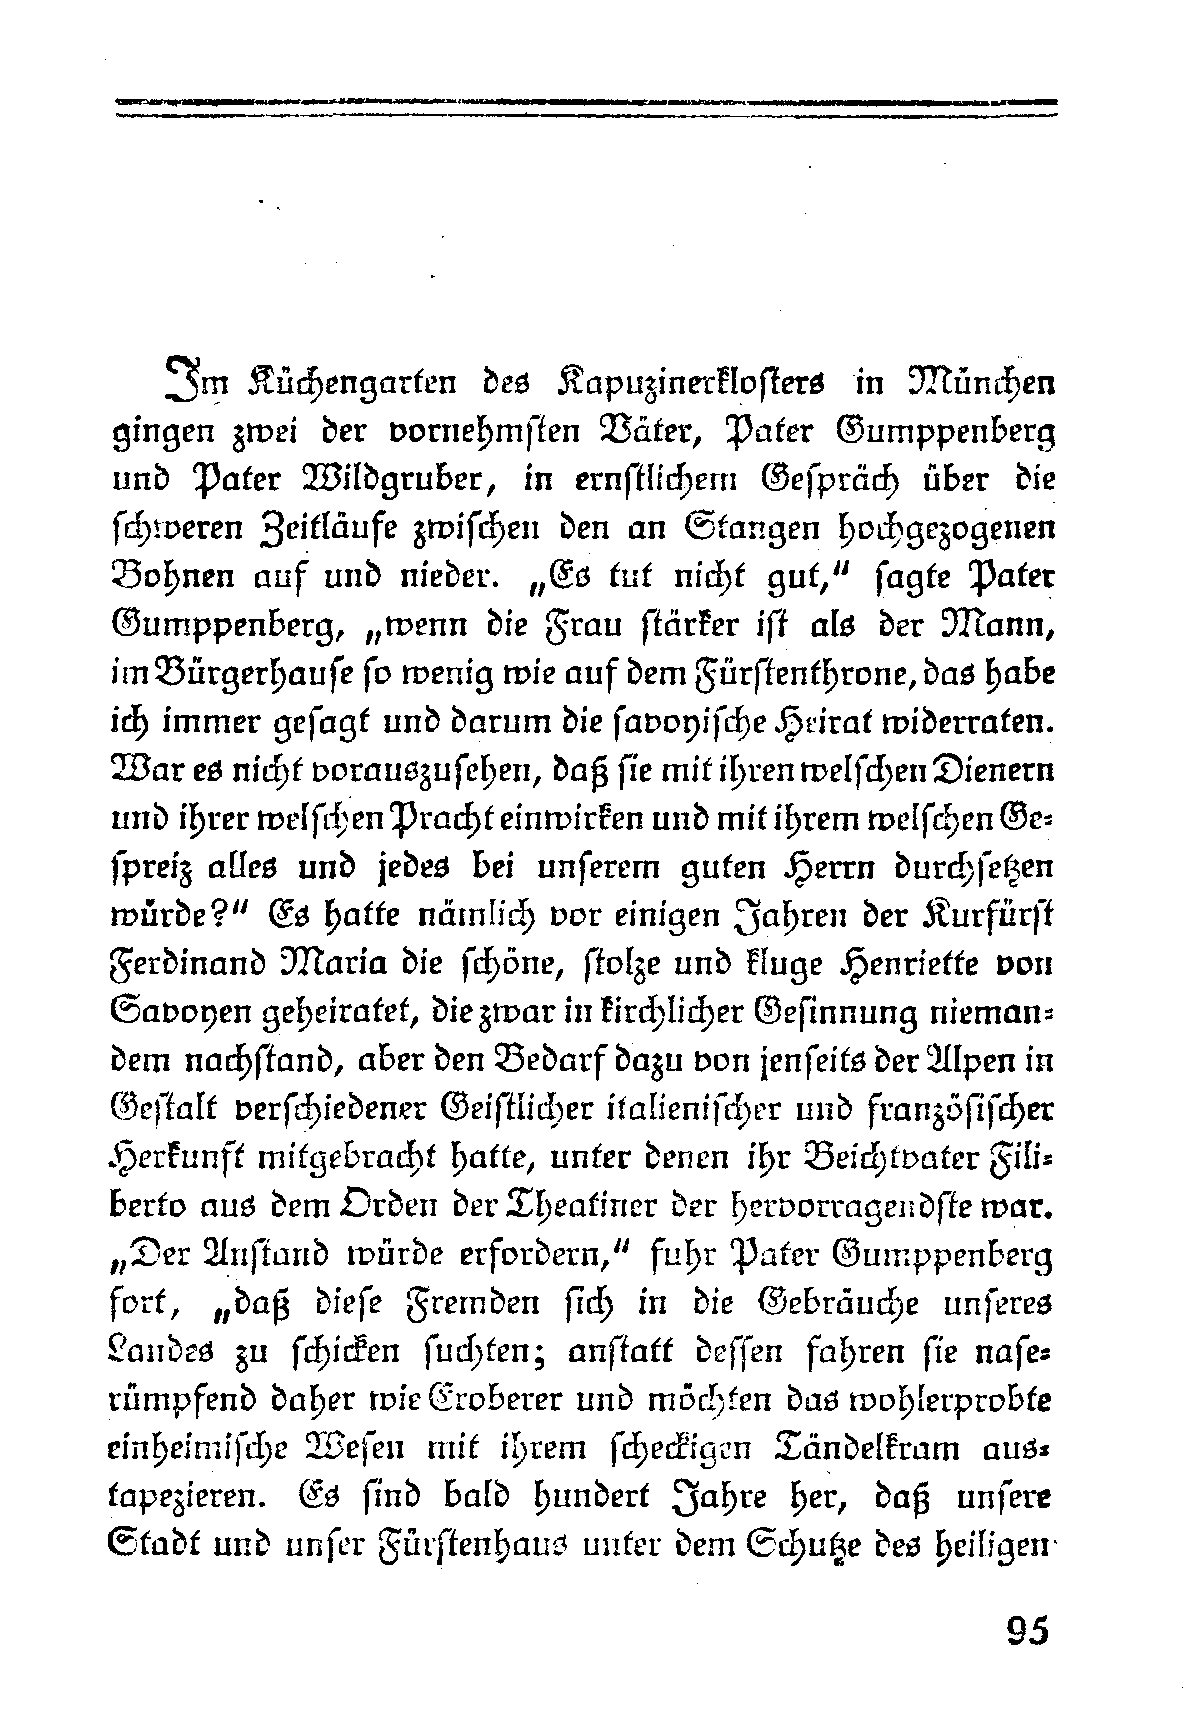 Im Küchengarten des Kapuzinerklosters in München
gingen zwei der vornehmsten Väter, Pater Gumppenberg
und Pater Wildgruber, in ernstlichem Gespräch über die
schweren Zeitläufe zwischen den an Stangen hochgezogenen
Bohnen auf und nieder. „Es tut nicht gut,“ sagte Pater
Gumppenberg, „wenn die Frau stärker ist als der Mann,
im Bürgerhause so wenig wie auf dem Fürstenthrone, das habe
ich immer gesagt und darum die savoyische Heirat widerraten.
War es nicht vorauszusehen, daß sie mit ihren welschen Dienern
und ihrer welschen Pracht einwirken und mit ihrem welschen Ge-
spreiz alles und jedes bei unserem guten Herrn durchsetzen
würde?“ Es hatte nämlich vor einigen Jahren der Kurfürst
Ferdinand Maria die schöne, stolze und kluge Henriette von
Savoyen geheiratet, die zwar in kirchlicher Gesinnung nieman-
dem nachstand, aber den Bedarf dazu von jenseits der Alpen in
Gestalt verschiedener Geistlicher italienischer und französischer
Herkunft mitgebracht hatte, unter denen ihr Beichtvater Fili-
berto aus dem Orden der Theatiner der hervorragendste war.
„Der Anstand würde erfordern,“ fuhr Pater Gumppenberg
fort, „daß diese Fremden sich in die Gebräuche unseres
Landes zu schicken suchten; anstatt dessen fahren sie nase-
rümpfend daher wie Eroberer und möchten das wohlerprobte
einheimische Wesen mit ihrem scheckigen Tändelkram aus-
tapezieren. Es sind bald hundert Jahre her, daß unsere
Stadt und unser Fürstenhaus unter dem Schutze des heiligen
95